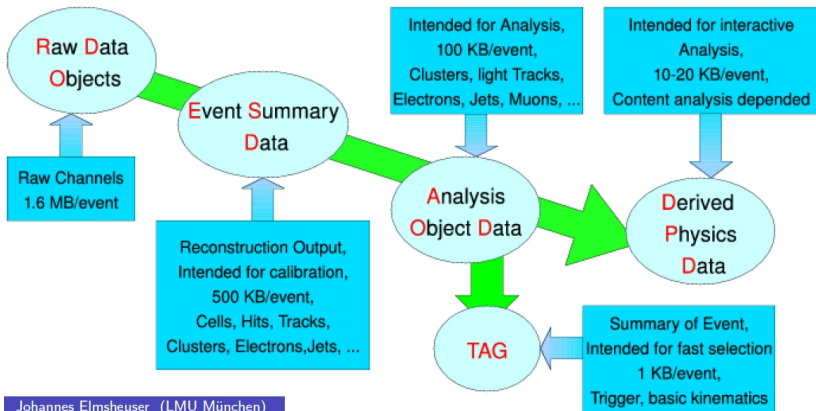 Raw Data
Objects
Raw Channels
1.6 MB/event
Event Summary
Data
Reconstruction Output,
Intended for calibration,
500 KB/event,
Cells, Hits, Tracks,
Clusters, Electrons,Jets, ...
Intended for Analysis,
100 KB/event,
Clusters, light Tracks,
Electrons, Jets, Muons, ...
Analysis
Object Data
Intended for interactive
Analysis,
10-20 KB/event,
Content analysis depended
Derived
Physics
Data
TAG
Summary of Event,
Intended for fast selection
1 KB/event,
Trigger, basic kinematics
Johannes Elmsheuser (LMU München)